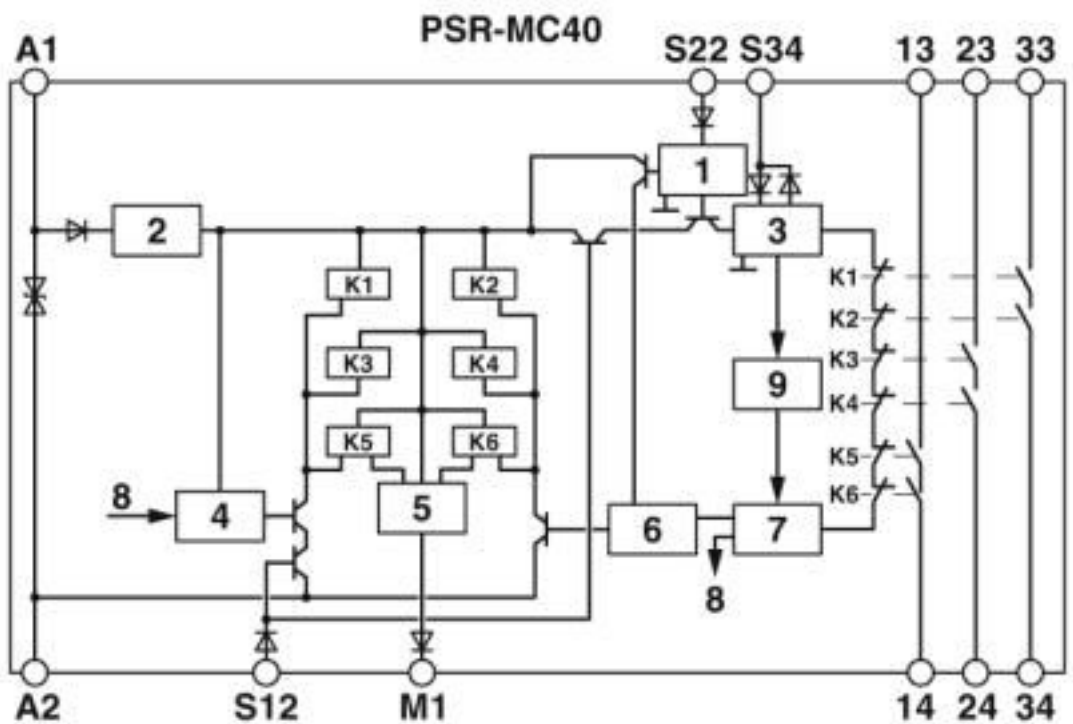 PSR-MC40
A1 S22 S34 13 23 33
1
2 3
K1 K2 K1
K2
K3 K4 9 K3
K4
K5 K6 K5
8 4 5 6 7 K6
8
A2 S12 M1 14 24 34